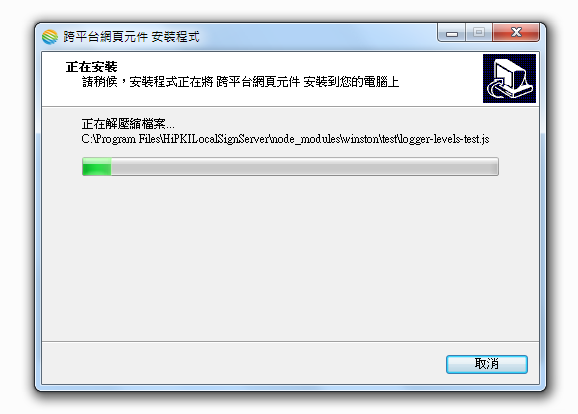 跨平台網頁元件 安裝程式
正在安裝
請稍候，安裝程式正在將 跨平台網頁元件 安裝到您的電腦上
正在解壓縮檔案...
C:\Program Files\HiPKILocalSignServer\node_modules\winston\test\logger-levels-test.js
取消